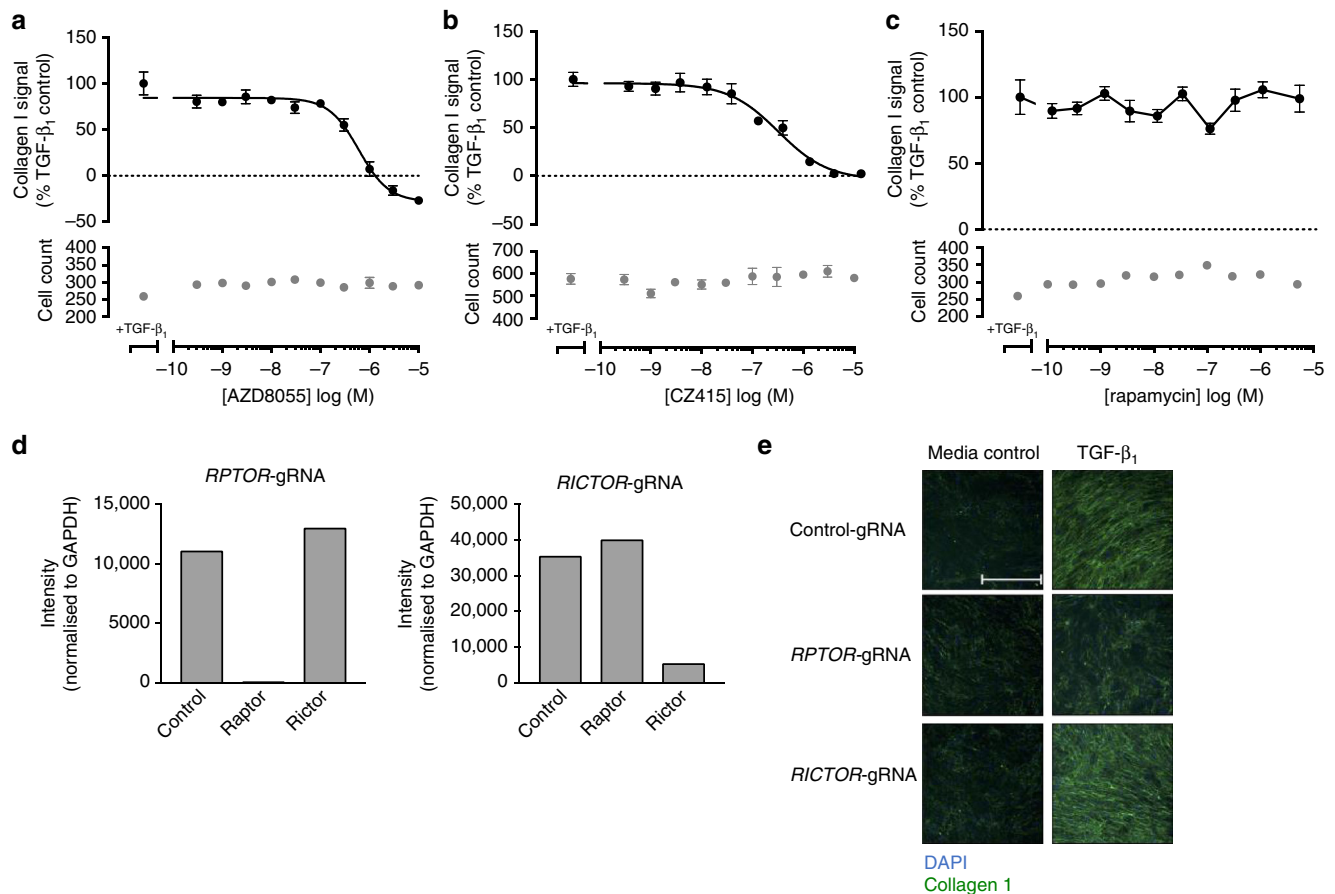 a
150
100
50
0
–50
Collagen I signal
(% TGF-β1 control)
400
350
300
250
200
Cell count
+TGF-β1
–10 –9 –8 –7 –6 –5
[AZD8055] log (M)
b
150
100
50
0
–50
Collagen I signal
(% TGF-β1 control)
700
600
500
400
Cell count
+TGF-β1
–10 –9 –8 –7 –6 –5
[CZ415] log (M)
c
150
100
50
0
Collagen I signal
(% TGF-β1 control)
400
350
300
250
200
Cell count
+TGF-β1
–10 –9 –8 –7 –6 –5
[rapamycin] log (M)
d
RPTOR-gRNA
15,000
10,000
5000
0
Intensity
(normalised to GAPDH)
Control Raptor Rictor
RICTOR-gRNA
50,000
40,000
30,000
20,000
10,000
0
Intensity
(normalised to GAPDH)
Control Raptor Rictor
e
Media control TGF-β1
Control-gRNA
RPTOR-gRNA
RICTOR-gRNA
DAPI
Collagen 1